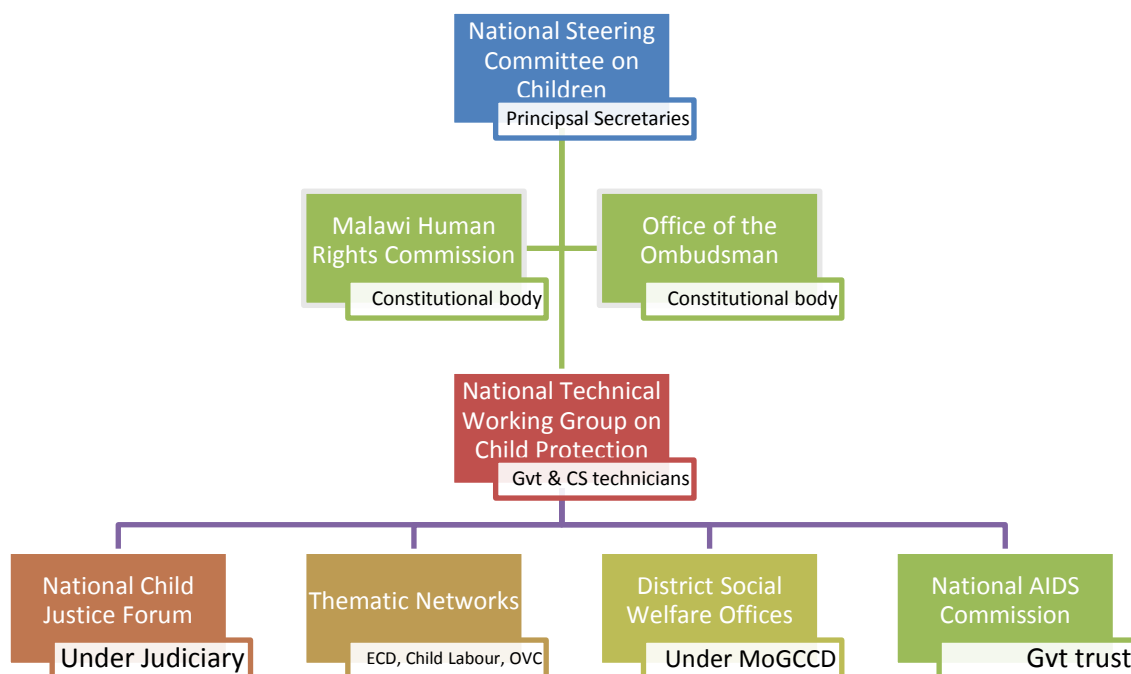 National Steering
Committee on
Children
Principsal Secretaries
Malawi Human
Rights Commission
Constitutional body
Office of the
Ombudsman
Constitutional body
National Technical
Working Group on
Child Protection
Gvt & CS technicians
National Child
Justice Forum
Under Judiciary
Thematic Networks
ECD, Child Labour, OVC
District Social
Welfare Offices
Under MoGCCD
National AIDS
Commission
Gvt trust